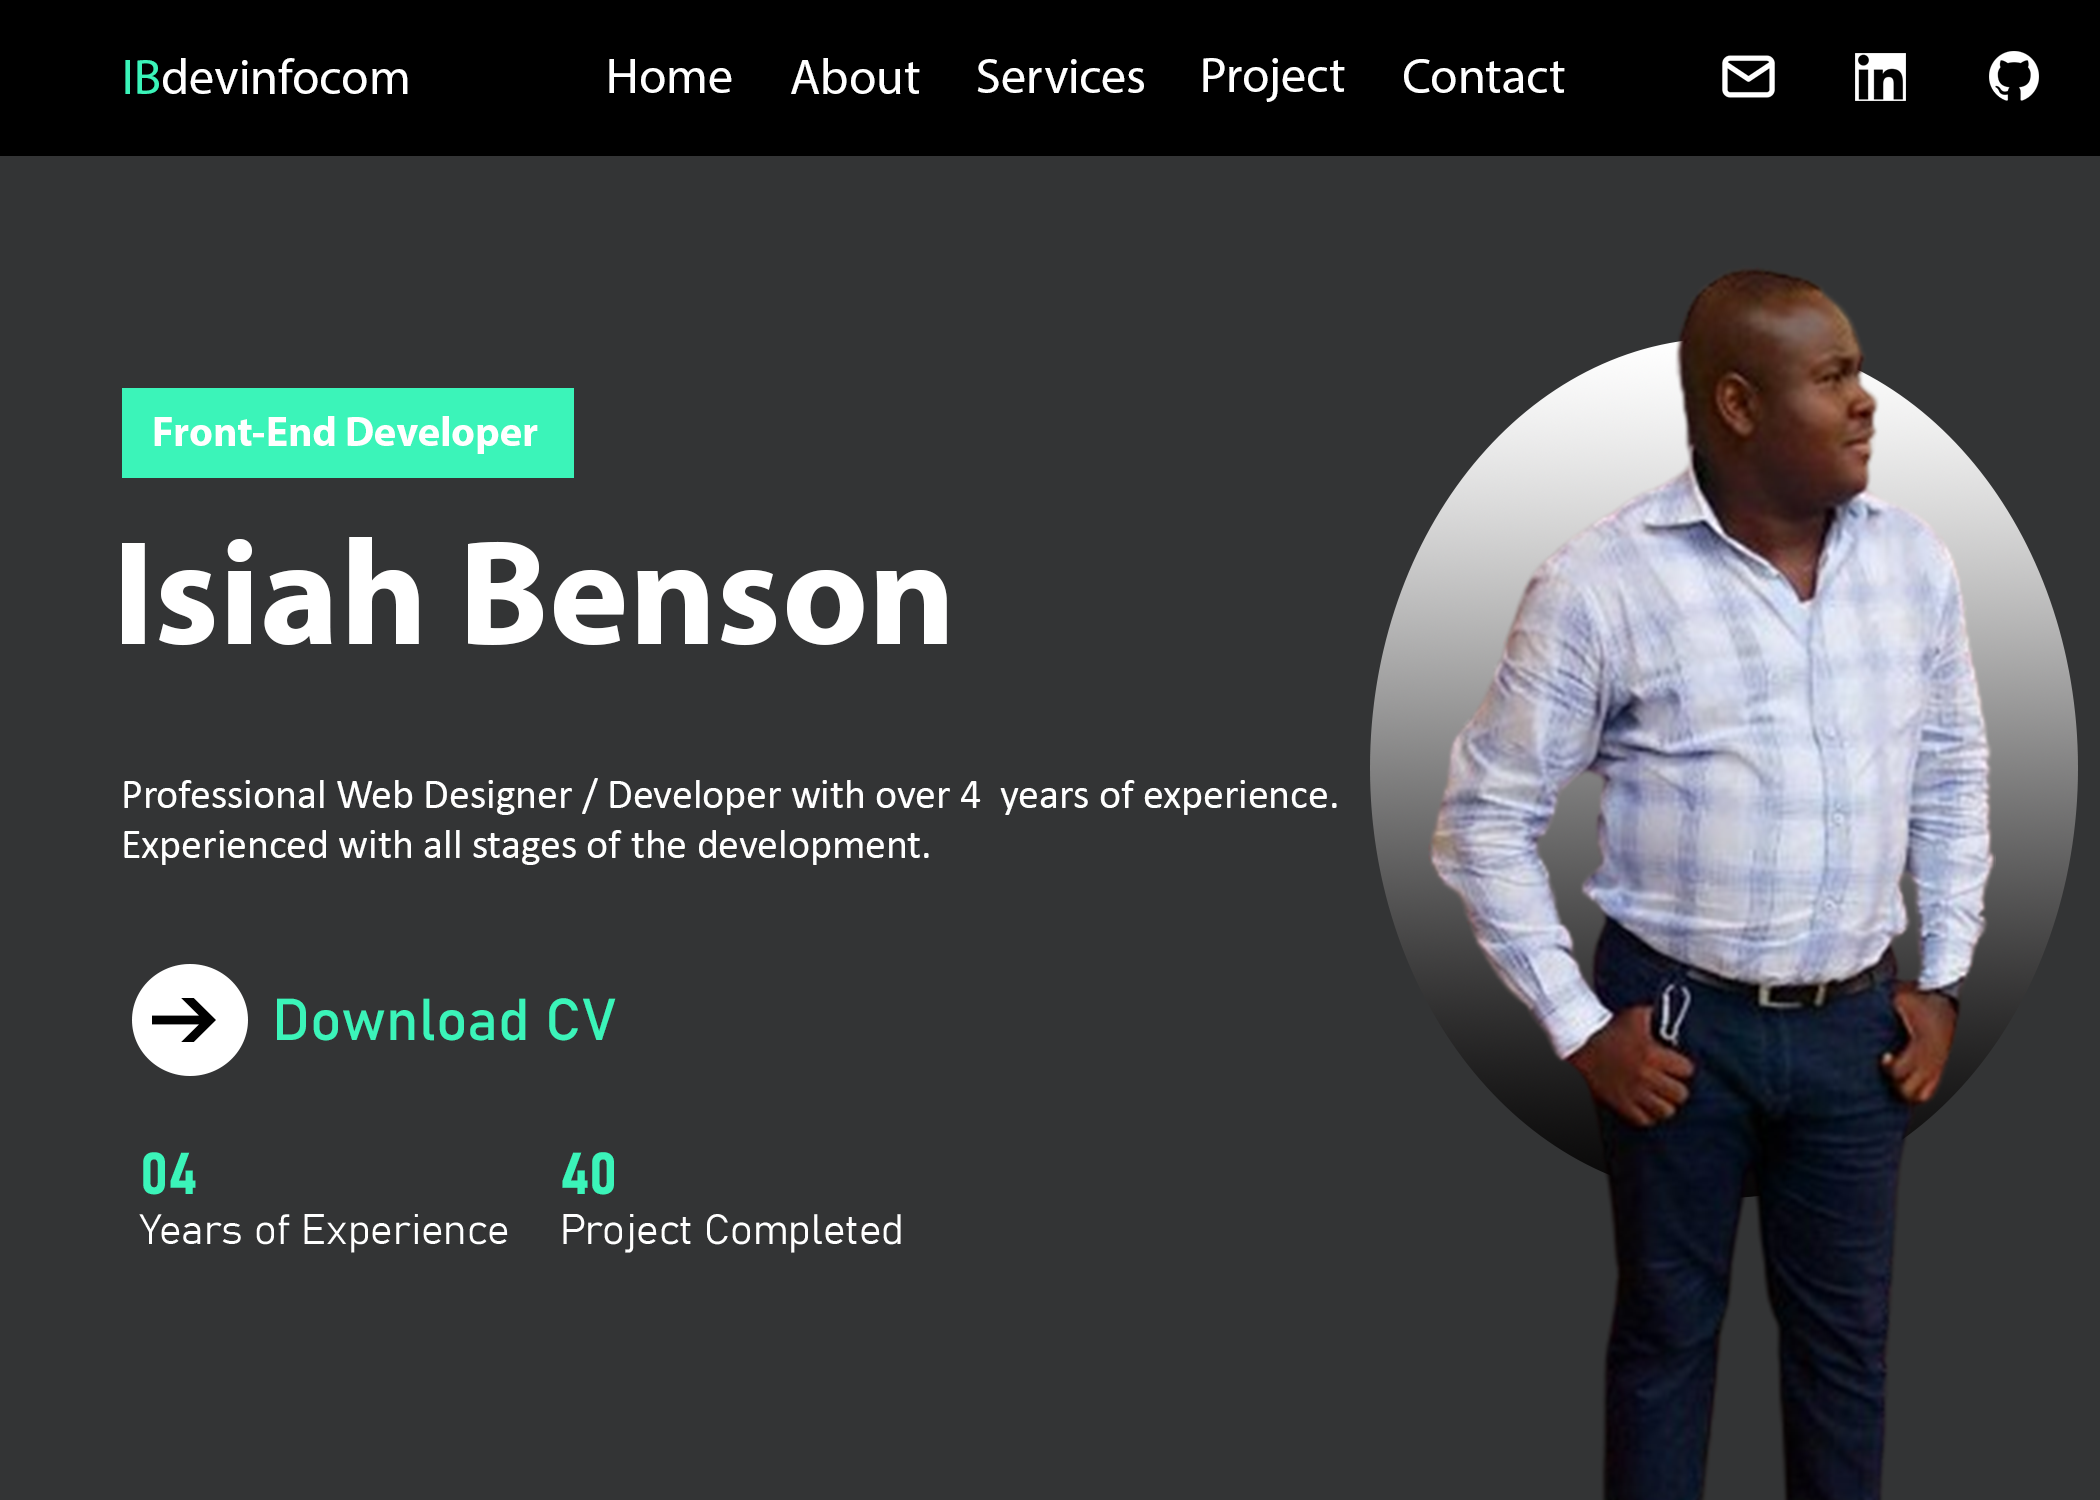 IBdevinfocom Home About Services Project Contact
Front-End Developer
Isiah Benson
Professional Web Designer / Developer with over 4  years of experience.
Experienced with all stages of the development.
Download CV
04
Years of Experience
40
Project Completed